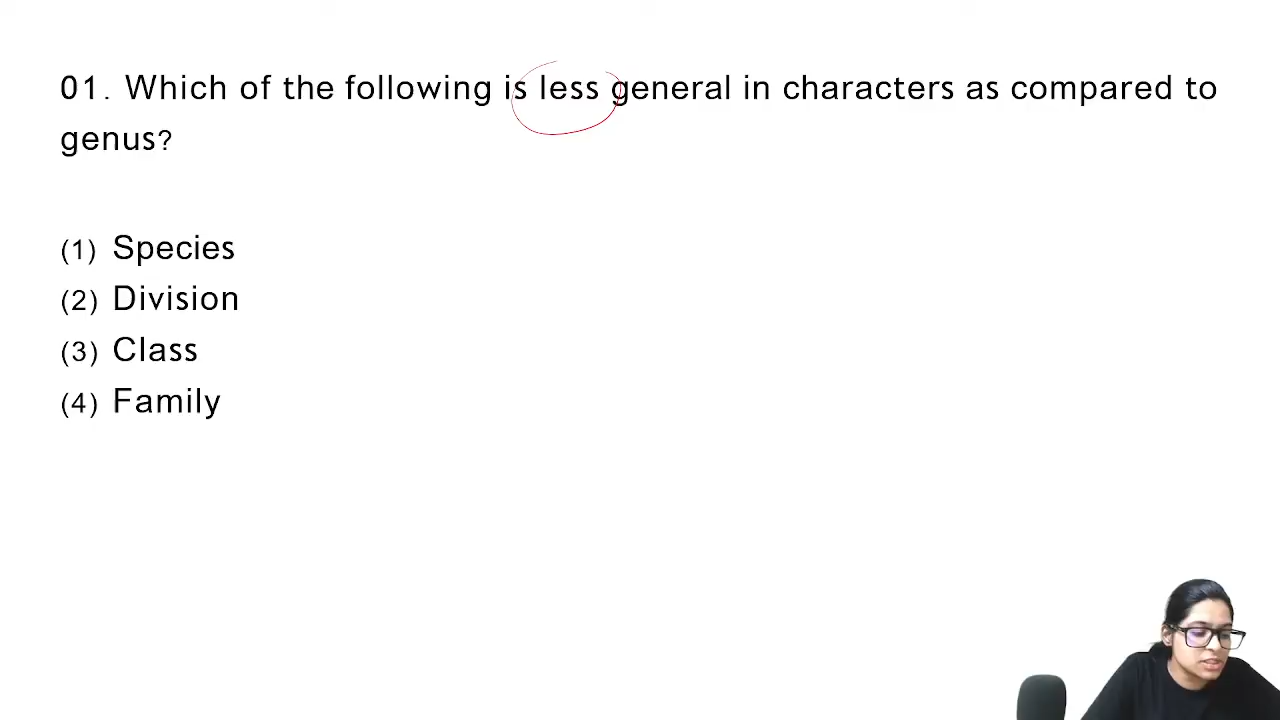 01. Which of the following is less general in characters as compared to
genus?
(1) Species
(2) Division
(3) Class
(4) Family